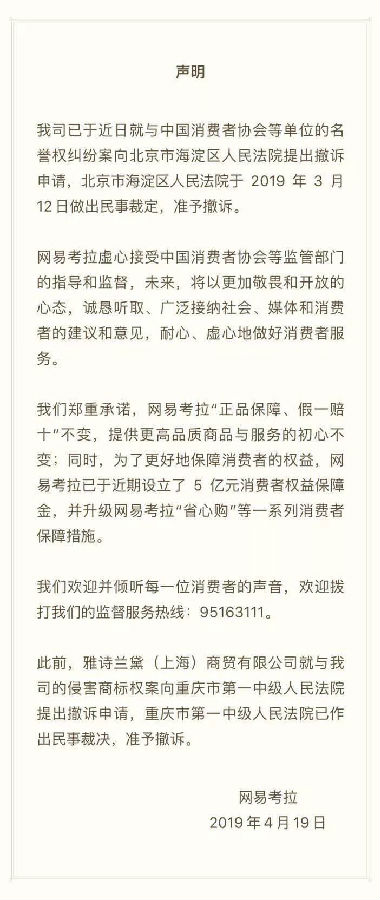 声明
我司已于近日就与中国消费者协会等单位的名
誉权纠纷案向北京市海淀区人民法院提出撤诉
申请，北京市海淀区人民法院于 2019 年 3 月
12日做出民事裁定，准予撤诉。
网易考拉虚心接受中国消费者协会等监管部门
的指导和监督，未来，将以更加敬畏和开放的
心态，诚恳听取、广泛接纳社会、媒体和消费
者的建议和意见，耐心、虚心地做好消费者服
务。
我们郑重承诺，网易考拉“正品保障、假一赔
十”不变，提供更高品质商品与服务的初心不
变；同时，为了更好地保障消费者的权益，网
易考拉已于近期设立了 5 亿元消费者权益保障
金，并升级网易考拉“省心购”等一系列消费者
保障措施。
我们欢迎并倾听每一位消费者的声音，欢迎拨
打我们的监督服务热线：95163111。
此前，雅诗兰黛（上海）商贸有限公司就与我
司的侵害商标权案向重庆市第一中级人民法院
提出撤诉申请，重庆市第一中级人民法院已作
出民事裁决，准予撤诉。
网易考拉
2019年4月19日